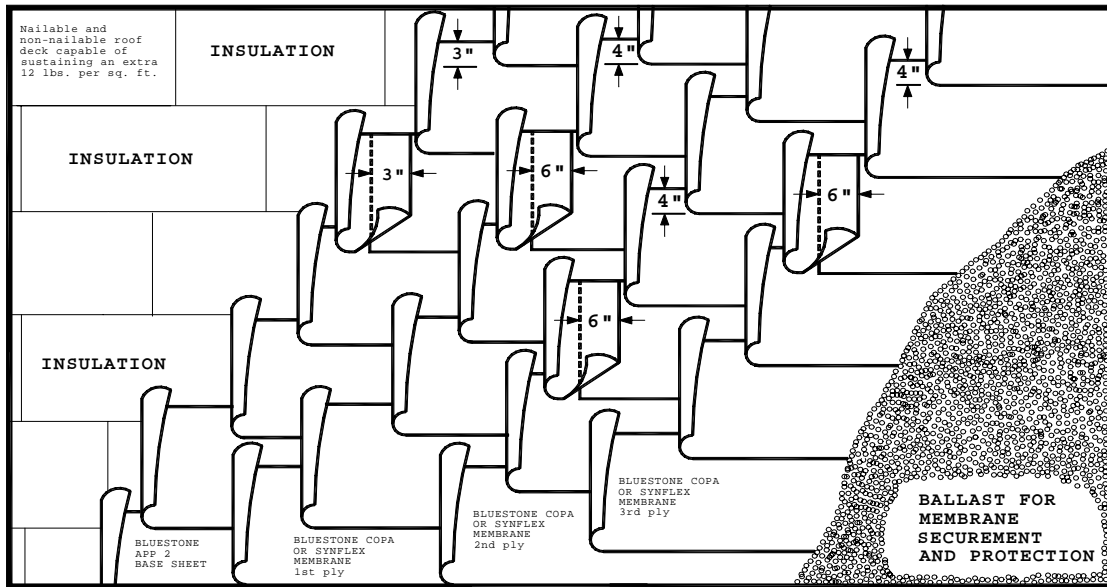 Nailable and
non-nailable roof
deck capable of
sustaining an extra
12 lbs. per sq. ft.
INSULATION
3"
4"
4"
INSULATION
3"
6"
4"
6"
6"
INSULATION
BLUESTONE
APP 2
BASE SHEET
BLUESTONE COPA
OR SYNFLEX
MEMBRANE
1st ply
BLUESTONE COPA
OR SYNFLEX
MEMBRANE
2nd ply
BLUESTONE COPA
OR SYNFLEX
MEMBRANE
3rd ply
BALLAST FOR
MEMBRANE
SECUREMENT
AND PROTECTION